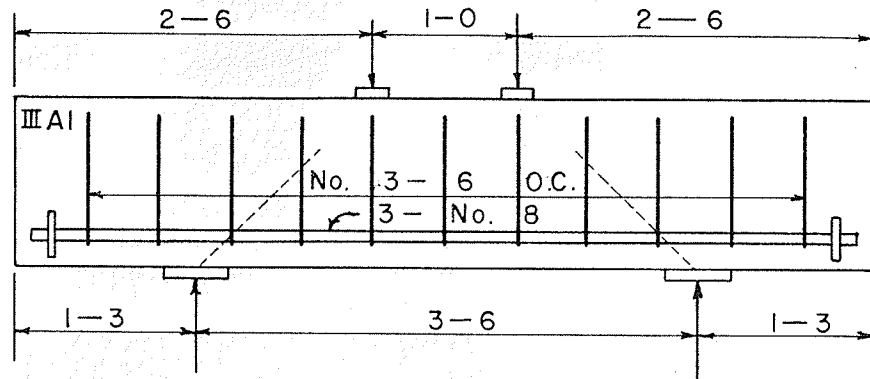 2—6 1—0 2—6
III A1
No. 3— 6 O.C.
3— No. 8
1—3 3—6 1—3